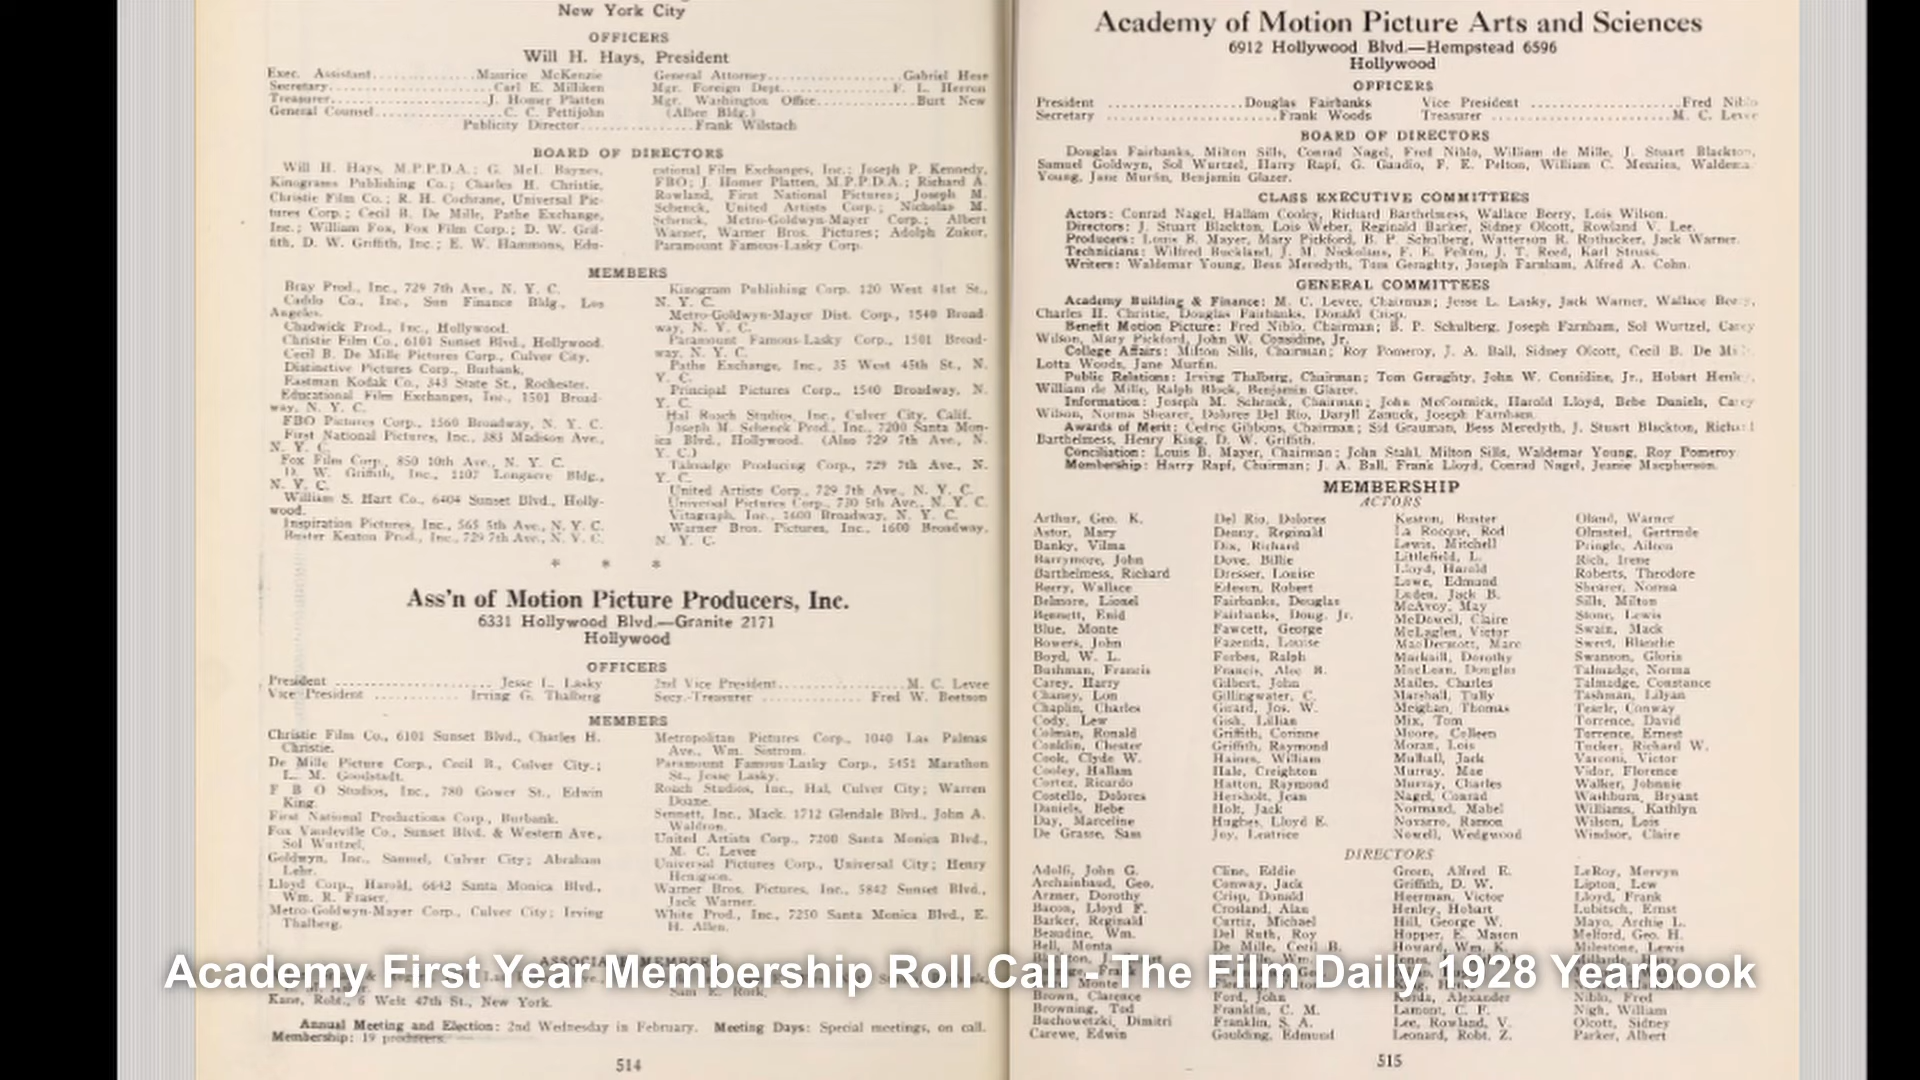 New York City
OFFICERS
Will H. Hays, President
Exec. Assistant Maurice McKenzie
Secretary Carl E. Milliken
Treasurer J. Homer Platten
General Counsel C. C. Pettijohn
General Attorney Gabriel Hess
Mgr. Foreign Dept. F. L. Herron
Mgr. Washington Office Burt New
(Albee Bldg.)
Publicity Director Frank Wilstach
BOARD OF DIRECTORS
Will H. Hays, M.P.P.D.A.; G. McL. Baynes,
Kinograms Publishing Co.; Charles H. Christie,
Christie Film Co.; R. H. Cochrane, Universal Pic-
tures Corp.; Cecil B. De Mille, Pathe Exchange,
Inc.; William Fox, Fox Film Corp.; D. W. Grif-
fith, D. W. Griffith, Inc.; E. W. Hammons, Edu-
cational Film Exchanges, Inc.; Joseph P. Kennedy,
FBO; J. Homer Platten, M.P.P.D.A.; Richard A.
Rowland, First National Pictures; Joseph M.
Schenck, United Artists Corp.; Nicholas M.
Schenck, Metro-Goldwyn-Mayer Corp.; Albert
Warner, Warner Bros. Pictures; Adolph Zukor,
Paramount Famous-Lasky Corp.
MEMBERS
Bray Prod., Inc., 729 7th Ave., N. Y. C.
Caddo Co., Inc., Sun Finance Bldg., Los
Angeles.
Chadwick Prod., Inc., Hollywood.
Christie Film Co., 6101 Sunset Blvd., Hollywood.
Cecil B. De Mille Pictures Corp., Culver City.
Distinctive Pictures Corp., Burbank.
Eastman Kodak Co., 343 State St., Rochester.
Educational Film Exchanges, Inc., 1501 Broad-
way, N. Y. C.
FBO Pictures Corp., 1560 Broadway, N. Y. C.
First National Pictures, Inc., 383 Madison Ave.,
N. Y. C.
Fox Film Corp., 850 10th Ave., N. Y. C.
D. W. Griffith, Inc., 1107 Longacre Bldg.,
N. Y. C.
William S. Hart Co., 6404 Sunset Blvd., Holly-
wood.
Inspiration Pictures, Inc., 565 5th Ave., N. Y. C.
Buster Keaton Prod., Inc., 729 7th Ave., N. Y. C.
Kinogram Publishing Corp. 120 West 41st St.,
N. Y. C.
Metro-Goldwyn-Mayer Dist. Corp., 1540 Broad-
way, N. Y. C.
Paramount Famous-Lasky Corp., 1501 Broad-
way, N. Y. C.
Pathe Exchange, Inc., 35 West 45th St., N.
Y. C.
Principal Pictures Corp., 1540 Broadway, N.
Y. C.
Hal Roach Studios, Inc., Culver City, Calif.
Joseph M. Schenck Prod., Inc., 7200 Santa Mon-
ica Blvd., Hollywood. (Also 729 7th Ave., N.
Y. C.)
Talmadge Producing Corp., 729 7th Ave., N.
Y. C.
United Artists Corp., 729 7th Ave., N. Y. C.
Universal Pictures Corp., 730 5th Ave., N. Y. C.
Vitagraph, Inc., 1600 Broadway, N. Y. C.
Warner Bros. Pictures, Inc., 1600 Broadway,
N. Y. C.
* * *
Ass'n of Motion Picture Producers, Inc.
6331 Hollywood Blvd.—Granite 2171
Hollywood
OFFICERS
President Jesse L. Lasky
Vice President Irving G. Thalberg
2nd Vice President M. C. Levee
Secy.-Treasurer Fred W. Beetson
MEMBERS
Christie Film Co., 6101 Sunset Blvd., Charles H.
Christie.
De Mille Picture Corp., Cecil B., Culver City.;
L. M. Goodstadt.
F B O Studios, Inc., 780 Gower St., Edwin
King.
First National Productions Corp., Burbank.
Fox Vaudeville Co., Sunset Blvd. & Western Ave.,
Sol Wurtzel.
Goldwyn, Inc., Samuel, Culver City; Abraham
Lehr.
Lloyd Corp., Harold, 6642 Santa Monica Blvd.,
Wm. R. Fraser.
Metro-Goldwyn-Mayer Corp., Culver City; Irving
Thalberg.
Metropolitan Pictures Corp., 1040 Las Palmas
Ave., Wm. Sistrom.
Paramount Famous-Lasky Corp., 5451 Marathon
St., Jesse Lasky.
Roach Studios, Inc., Hal, Culver City; Warren
Doane.
Sennett, Inc., Mack. 1712 Glendale Blvd., John A.
Waldron.
United Artists Corp., 7200 Santa Monica Blvd.,
M. C. Levee
Universal Pictures Corp., Universal City; Henry
Henigson.
Warner Bros. Pictures, Inc., 5842 Sunset Blvd.,
Jack Warner.
White Prod., Inc., 7250 Santa Monica Blvd., E.
H. Allen.
ASSOCIATE MEMBERS
Sam E. Rork.
Kane, Robt., 6 West 47th St., New York.
Annual Meeting and Election: 2nd Wednesday in February. Meeting Days: Special meetings, on call.
Membership: 19 producers.
514
Academy of Motion Picture Arts and Sciences
6912 Hollywood Blvd.—Hempstead 6596
Hollywood
OFFICERS
President Douglas Fairbanks
Secretary Frank Woods
Vice President Fred Niblo
Treasurer M. C. Levee
BOARD OF DIRECTORS
Douglas Fairbanks, Milton Sills, Conrad Nagel, Fred Niblo, William de Mille, J. Stuart Blackton,
Samuel Goldwyn, Sol Wurtzel, Harry Rapf, G. Gaudio, F. E. Pelton, William C. Menzies, Waldemar
Young, Jane Murfin, Benjamin Glazer.
CLASS EXECUTIVE COMMITTEES
Actors: Conrad Nagel, Hallam Cooley, Richard Barthelmess, Wallace Beery, Lois Wilson.
Directors: J. Stuart Blackton, Lois Weber, Reginald Barker, Sidney Olcott, Rowland V. Lee.
Producers: Louis B. Mayer, Mary Pickford, B. P. Schulberg, Watterson R. Rothacker, Jack Warner.
Technicians: Wilfred Buckland, J. M. Nickolaus, F. E. Pelton, J. T. Reed, Karl Struss.
Writers: Waldemar Young, Bess Meredyth, Tom Geraghty, Joseph Farnham, Alfred A. Cohn.
GENERAL COMMITTEES
Academy Building & Finance: M. C. Levee, Chairman; Jesse L. Lasky, Jack Warner, Wallace Beery,
Charles H. Christie, Douglas Fairbanks, Donald Crisp.
Benefit Motion Picture: Fred Niblo, Chairman; B. P. Schulberg, Joseph Farnham, Sol Wurtzel, Carey
Wilson, Mary Pickford, John W. Considine, Jr.
College Affairs: Milton Sills, Chairman; Roy Pomeroy, J. A. Ball, Sidney Olcott, Cecil B. De Mille,
Lotta Woods, Jane Murfin.
Public Relations: Irving Thalberg, Chairman; Tom Geraghty, John W. Considine, Jr., Hobart Henley,
William de Mille, Ralph Block, Benjamin Glazer.
Information: Joseph M. Schenck, Chairman; John McCormick, Harold Lloyd, Bebe Daniels, Carey
Wilson, Norma Shearer, Dolores Del Rio, Daryll Zanuck, Joseph Farnham.
Awards of Merit: Cedric Gibbons, Chairman; Sid Grauman, Bess Meredyth, J. Stuart Blackton, Richard
Barthelmess, Henry King, D. W. Griffith.
Conciliation: Louis B. Mayer, Chairman; John Stahl, Milton Sills, Waldemar Young, Roy Pomeroy
Membership: Harry Rapf, Chairman; J. A. Ball, Frank Lloyd, Conrad Nagel, Jeanie Macpherson.
MEMBERSHIP
ACTORS
Arthur, Geo. K.
Astor, Mary
Banky, Vilma
Barrymore, John
Barthelmess, Richard
Beery, Wallace
Belmore, Lionel
Bennett, Enid
Blue, Monte
Bowers, John
Boyd, W. L.
Bushman, Francis
Carey, Harry
Chaney, Lon
Chaplin, Charles
Cody, Lew
Colman, Ronald
Conklin, Chester
Cook, Clyde W.
Cooley, Hallam
Cortez, Ricardo
Costello, Dolores
Daniels, Bebe
Day, Marceline
De Grasse, Sam
Del Rio, Dolores
Denny, Reginald
Dix, Richard
Dove, Billie
Dresser, Louise
Edeson, Robert
Fairbanks, Douglas
Fairbanks, Doug. Jr.
Fawcett, George
Fazenda, Louise
Forbes, Ralph
Francis, Alec B.
Gilbert, John
Gillingwater, C.
Girard, Jos. W.
Gish, Lillian
Griffith, Corinne
Griffith, Raymond
Haines, William
Hale, Creighton
Hatton, Raymond
Hersholt, Jean
Holt, Jack
Hughes, Lloyd E.
Joy, Leatrice
Keaton, Buster
La Rocque, Rod
Lewis, Mitchell
Littlefield, L.
Lloyd, Harold
Lowe, Edmund
Luden, Jack B.
McAvoy, May
McDowell, Claire
McLaglen, Victor
MacDermott, Marc
Mackaill, Dorothy
MacLean, Douglas
Mailes, Charles
Marshall, Tully
Meighan, Thomas
Mix, Tom
Moore, Colleen
Moran, Lois
Mulhall, Jack
Murray, Mae
Murray, Charles
Nagel, Conrad
Normand, Mabel
Novarro, Ramon
Nowell, Wedgwood
Oland, Warner
Olmsted, Gertrude
Pringle, Aileen
Rich, Irene
Roberts, Theodore
Shearer, Norma
Sills, Milton
Stone, Lewis
Swain, Mack
Sweet, Blanche
Swanson, Gloria
Talmadge, Norma
Talmadge, Constance
Tashman, Lilyan
Tearle, Conway
Torrence, David
Torrence, Ernest
Tucker, Richard W.
Varconi, Victor
Vidor, Florence
Walker, Johnnie
Washburn, Bryant
Williams, Kathlyn
Wilson, Lois
Windsor, Claire
DIRECTORS
Adolfi, John G.
Archainbaud, Geo.
Arzner, Dorothy
Bacon, Lloyd F.
Barker, Reginald
Beaudine, Wm.
Bell, Monta
Brown, Clarence
Browning, Tod
Buchowetzki, Dimitri
Carewe, Edwin
Cline, Eddie
Conway, Jack
Crisp, Donald
Crosland, Alan
Curtiz, Michael
Del Ruth, Roy
De Mille, Cecil B.
Ford, John
Franklin, C. M.
Franklin, S. A.
Goulding, Edmund
Green, Alfred E.
Griffith, D. W.
Heerman, Victor
Henley, Hobart
Hill, George W.
Hopper, E. Mason
Howard, Wm. K.
Korda, Alexander
Lamont, C. F.
Lee, Rowland, V.
Leonard, Robt. Z.
LeRoy, Mervyn
Lipton, Lew
Lloyd, Frank
Lubitsch, Ernst
Mayo, Archie L.
Melford, Geo. H.
Milestone, Lewis
Niblo, Fred
Nigh, William
Olcott, Sidney
Parker, Albert
515
Academy First Year Membership Roll Call - The Film Daily 1928 Yearbook